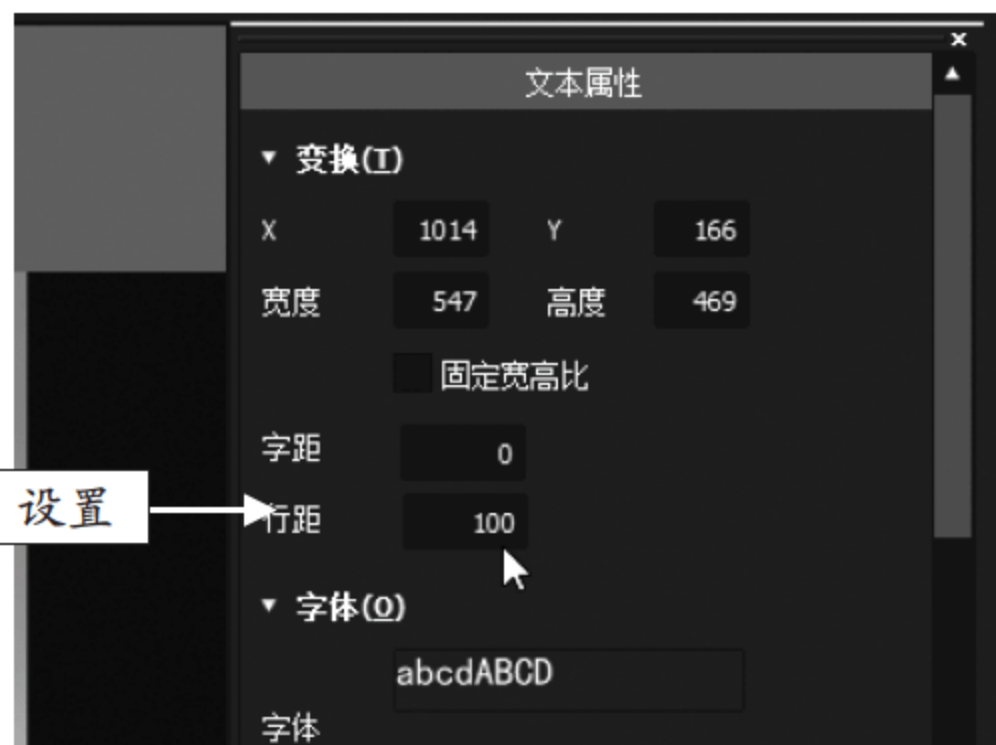 文本属性
变换(T)
X 1014 Y 166
宽度 547 高度 469
固定宽高比
字距 0
设置 行距 100
字体(O)
abcdABCD
字体